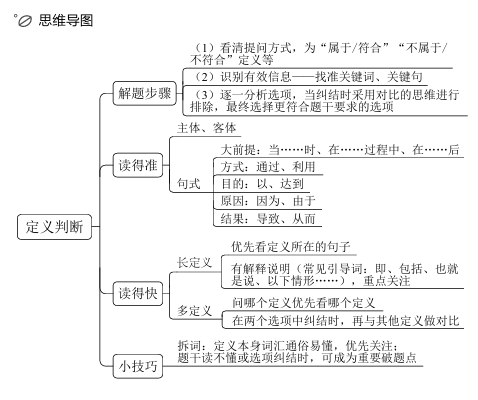 思维导图
定义判断
解题步骤
（1）看清提问方式，为“属于/符合”“不属于/
不符合”定义等
（2）识别有效信息——找准关键词、关键句
（3）逐一分析选项，当纠结时采用对比的思维进行
排除，最终选择更符合题干要求的选项
读得准
主体、客体
句式
大前提：当……时、在……过程中、在……后
方式：通过、利用
目的：以、达到
原因：因为、由于
结果：导致、从而
读得快
长定义
优先看定义所在的句子
有解释说明（常见引导词：即、包括、也就
是说、以下情形……），重点关注
多定义
问哪个定义优先看哪个定义
在两个选项中纠结时，再与其他定义做对比
小技巧
拆词：定义本身词汇通俗易懂，优先关注；
题干读不懂或选项纠结时，可成为重要破题点